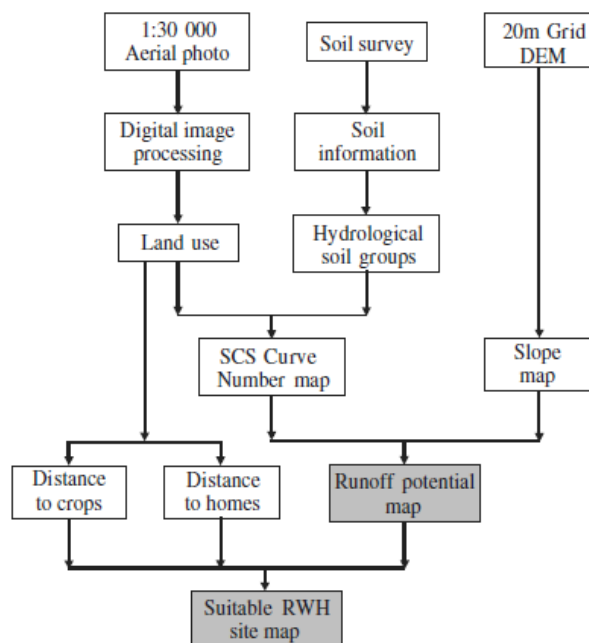 1:30 000
Aerial photo
Soil survey
20m Grid
DEM
Digital image
processing
Soil
information
Land use
Hydrological
soil groups
SCS Curve
Number map
Slope
map
Distance
to crops
Distance
to homes
Runoff potential
map
Suitable RWH
site map